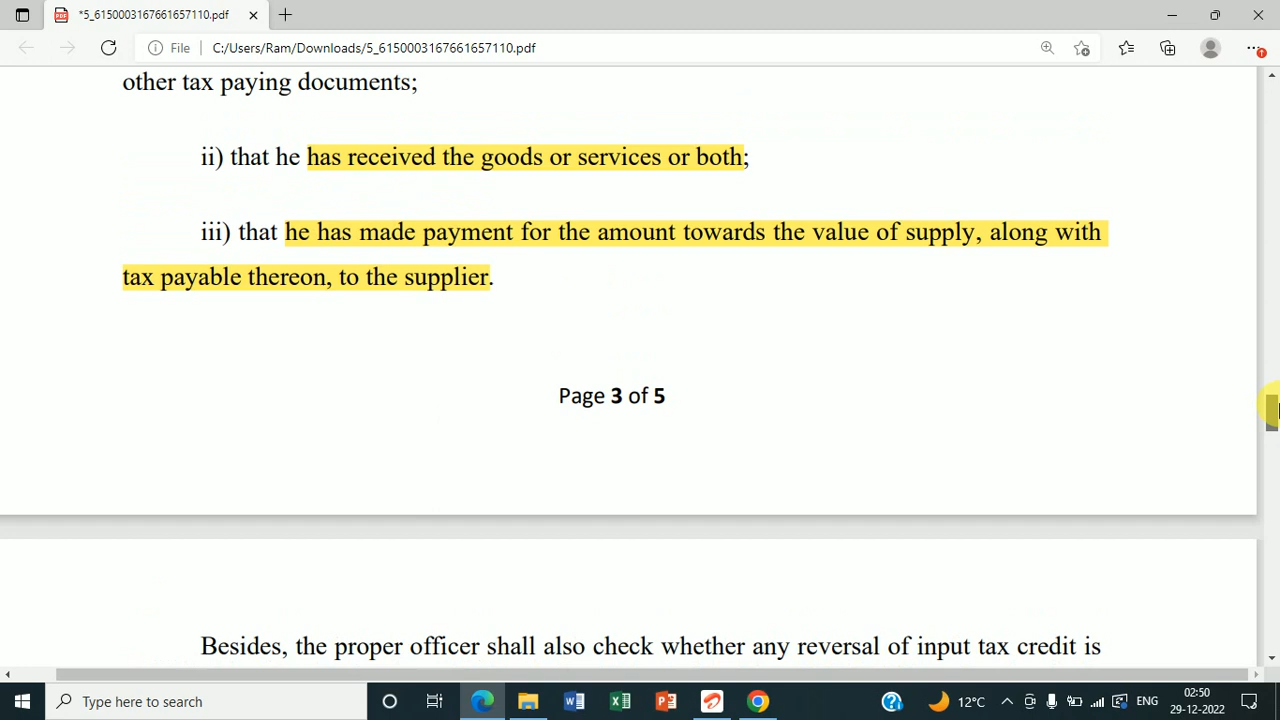 *5_6150003167661657110.pdf
File
C:/Users/Ram/Downloads/5_6150003167661657110.pdf
other tax paying documents;
ii) that he has received the goods or services or both;
iii) that he has made payment for the amount towards the value of supply, along with
tax payable thereon, to the supplier.
Page 3 of 5
Besides, the proper officer shall also check whether any reversal of input tax credit is
Type here to search
12°C
ENG
02:50
29-12-2022